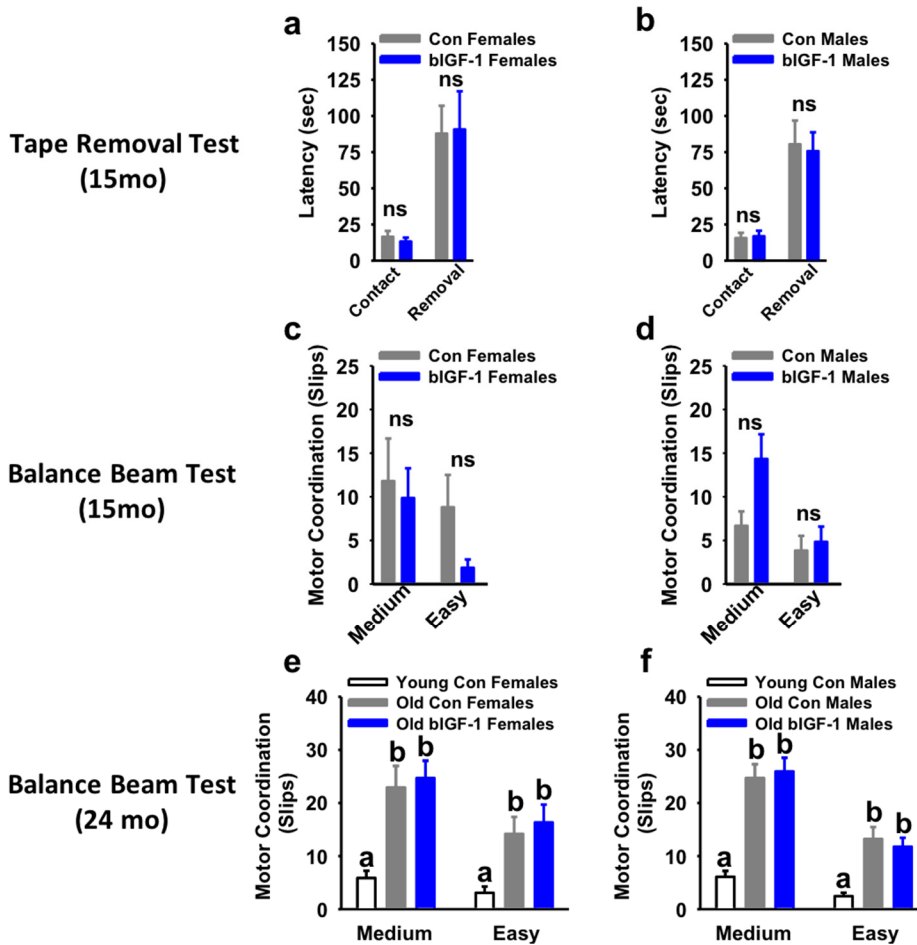 Tape Removal Test
(15mo)
a
Con Females
bIGF-1 Females
Latency (sec)
150
125
100
75
50
25
0
ns
ns
Contact
Removal
b
Con Males
bIGF-1 Males
Latency (sec)
150
125
100
75
50
25
0
ns
ns
Contact
Removal
Balance Beam Test
(15mo)
c
Con Females
bIGF-1 Females
Motor Coordination (Slips)
25
20
15
10
5
0
ns
ns
Medium
Easy
d
Con Males
bIGF-1 Males
Motor Coordination (Slips)
25
20
15
10
5
0
ns
ns
Medium
Easy
Balance Beam Test
(24 mo)
e
Young Con Females
Old Con Females
Old bIGF-1 Females
Motor Coordination
(Slips)
40
30
20
10
0
a
b
b
a
b
b
Medium
Easy
f
Young Con Males
Old Con Males
Old bIGF-1 Males
Motor Coordination
(Slips)
40
30
20
10
0
a
b
b
a
b
b
Medium
Easy